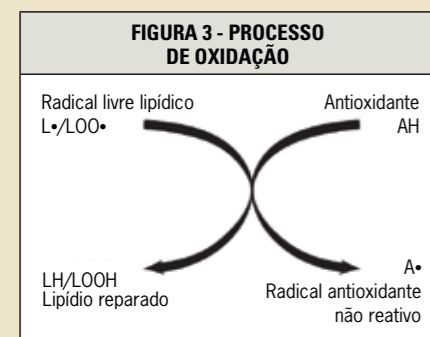 FIGURA 3 - PROCESSO
DE OXIDAÇÃO
Radical livre lipídico
L•/LOO•
Antioxidante
AH
LH/LOOH
Lipídio reparado
A•
Radical antioxidante
não reativo